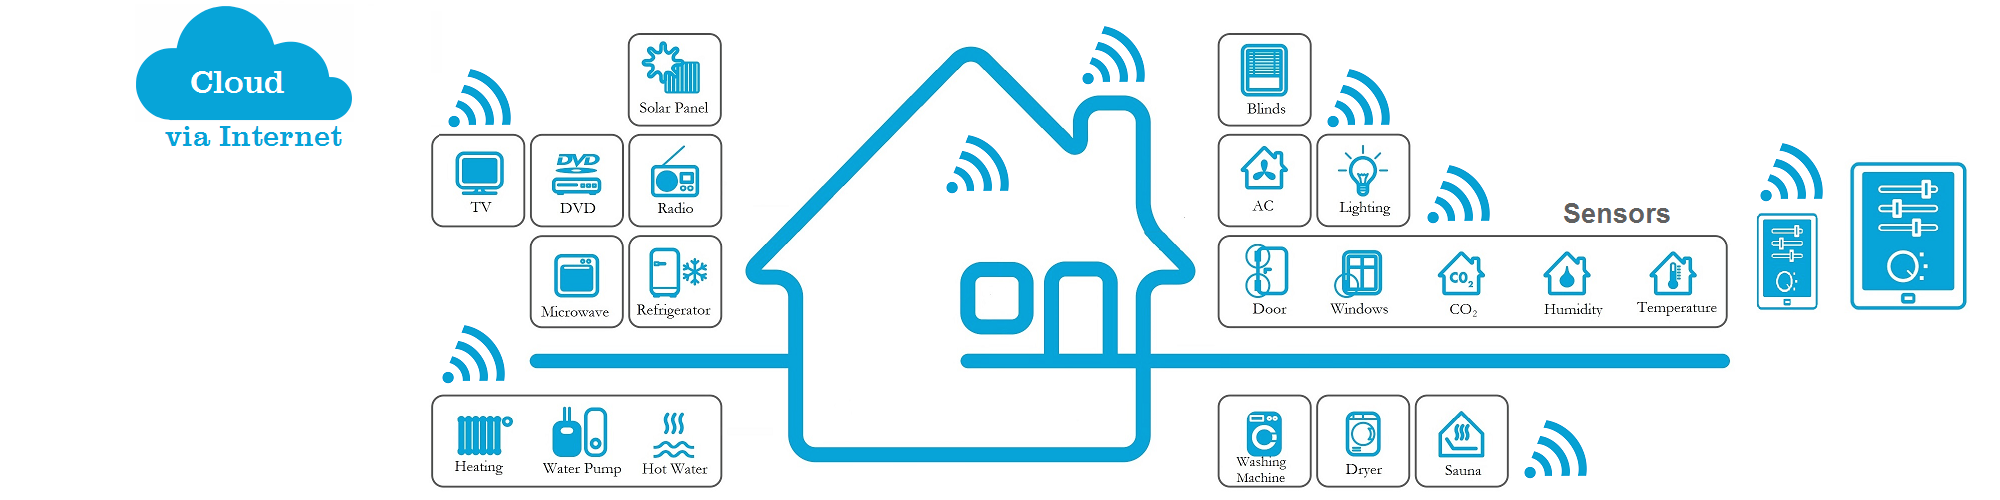 Cloud
via Internet
Solar Panel
TV
DVD
DVD
Radio
Microwave
Refrigerator
Heating
Water Pump
Hot Water
Blinds
AC
Lighting
Sensors
Door
Windows
CO₂
CO₂
Humidity
Temperature
Washing
Machine
Dryer
Sauna